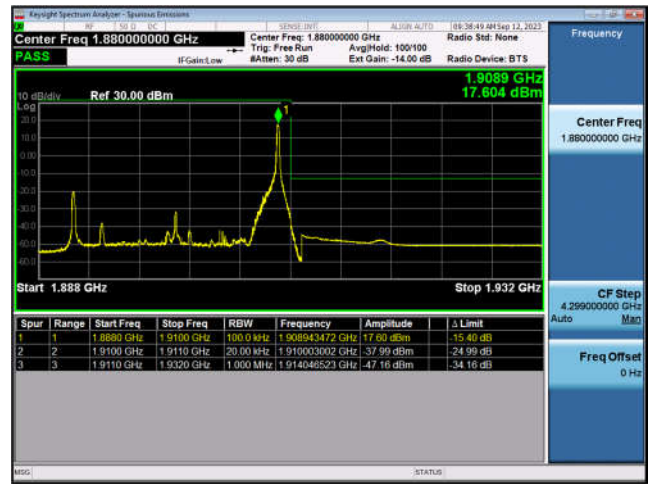 Keysight Spectrum Analyzer - Spurious Emissions
RF 50 Ω DC SENSE:INT ALIGN AUTO 09:38:49 AM Sep 12, 2023
Center Freq 1.880000000 GHz Center Freq: 1.880000000 GHz Radio Std: None Frequency
Trig: Free Run Avg|Hold: 100/100
PASS IFGain:Low #Atten: 30 dB Ext Gain: -14.00 dB Radio Device: BTS
1.9089 GHz
10 dB/div Ref 30.00 dBm 17.604 dBm
Log
20.0
10.0
0.00
-10.0
-20.0
-30.0
-40.0
-50.0
-60.0
1
Start 1.888 GHz Stop 1.932 GHz
Spur Range Start Freq Stop Freq RBW Frequency Amplitude Δ Limit
1 1 1.8880 GHz 1.9100 GHz 100.0 kHz 1.908943472 GHz 17.60 dBm -15.40 dB
2 2 1.9100 GHz 1.9110 GHz 20.00 kHz 1.910003002 GHz -37.99 dBm -24.99 dB
3 3 1.9110 GHz 1.9320 GHz 1.000 MHz 1.914046523 GHz -47.16 dBm -34.16 dB
Center Freq
1.880000000 GHz
CF Step
4.299000000 GHz
Auto Man
Freq Offset
0 Hz
MSG STATUS